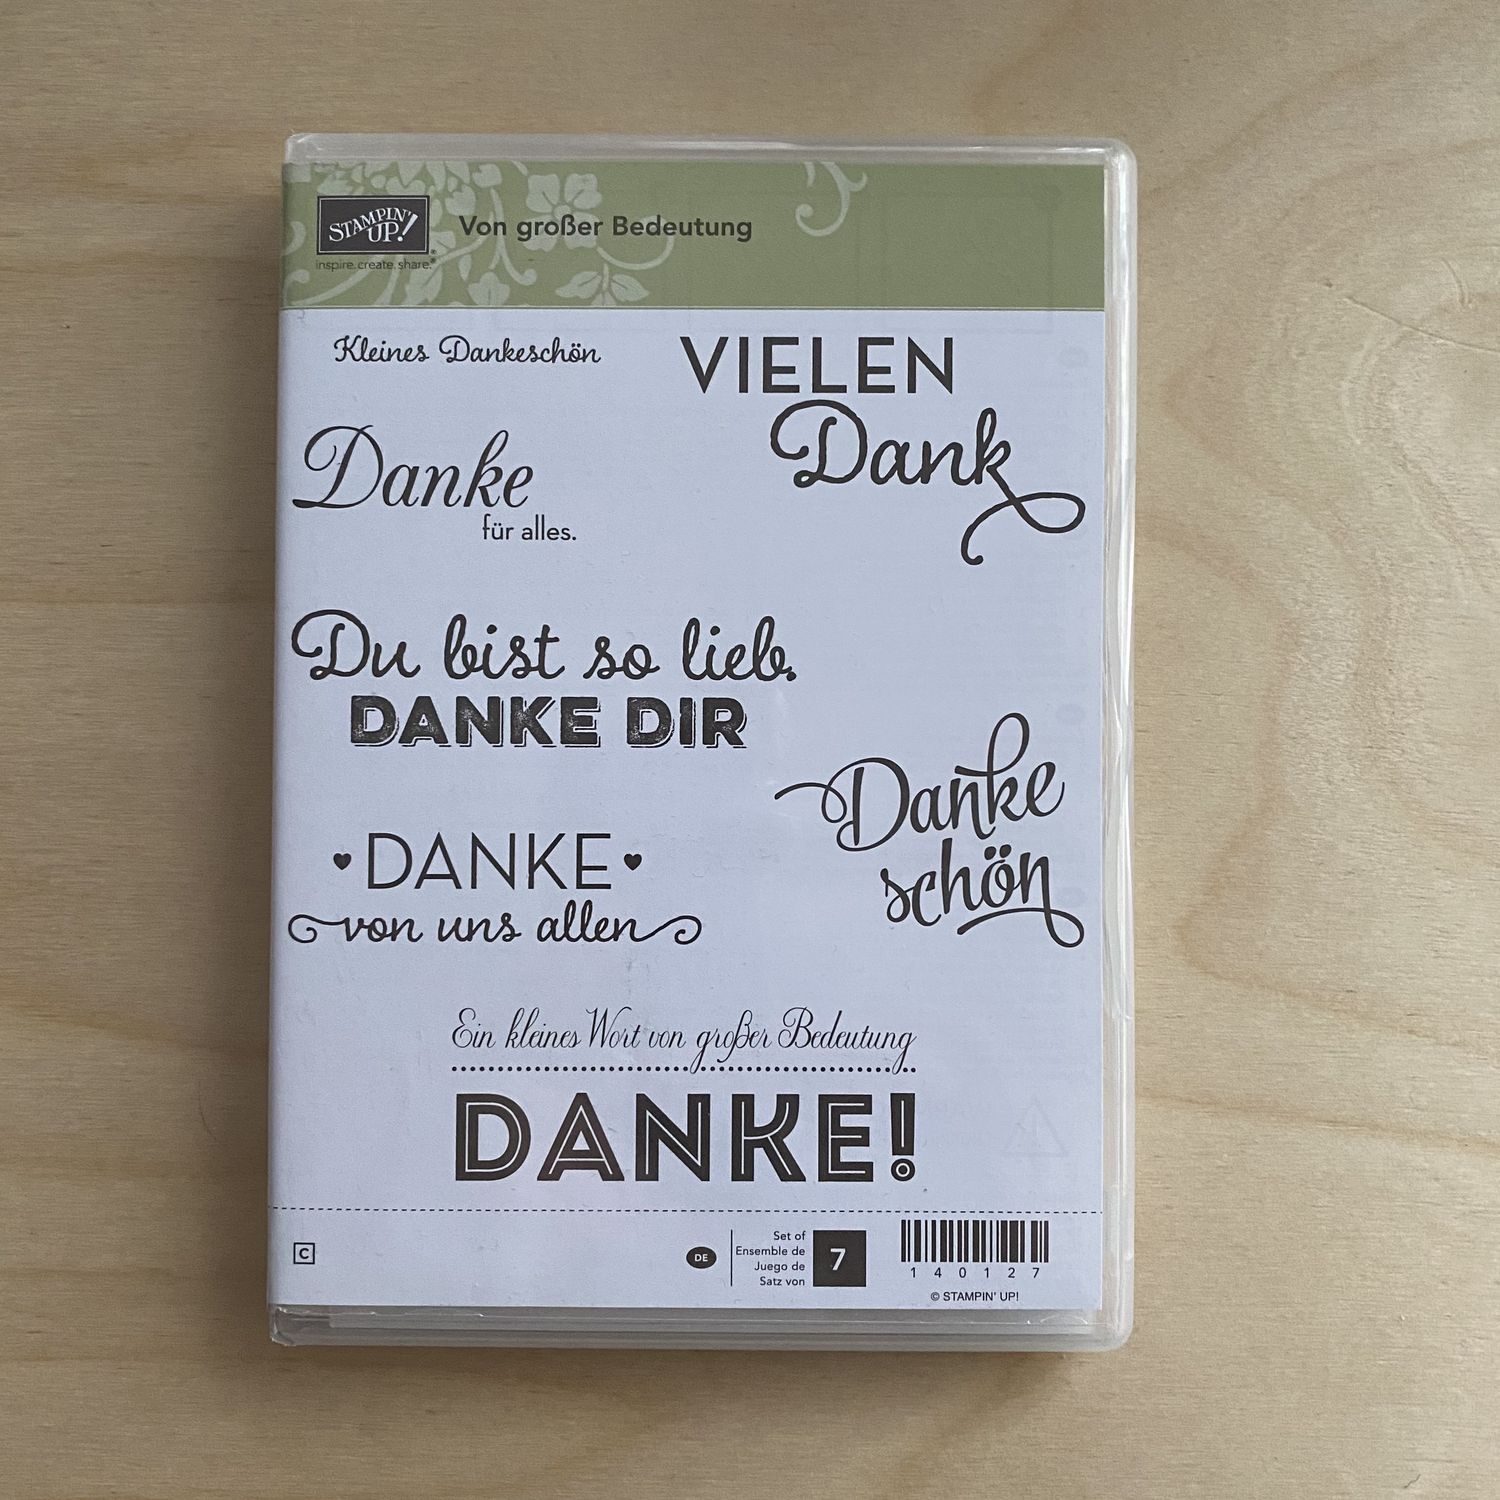 STAMPIN' UP!
inspire. create. share.®
Von großer Bedeutung
Kleines Dankeschön
VIELEN
Dank
Danke
für alles.
Du bist so lieb.
DANKE DIR
Danke
schön
DANKE
von uns allen
Ein kleines Wort von großer Bedeutung
DANKE!
C
DE
Set of
Ensemble de
Juego de
Satz von
7
140127
© STAMPIN' UP!